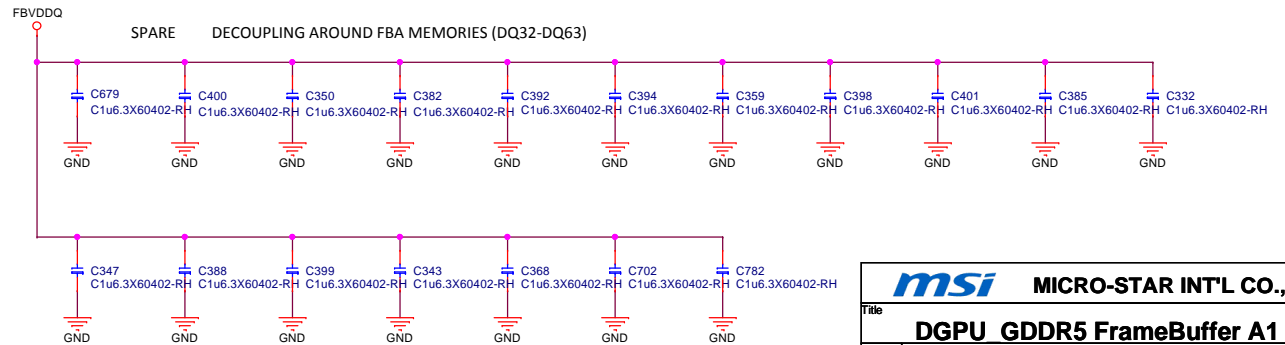 FBVDDQ
SPARE DECOUPLING AROUND FBA MEMORIES (DQ32-DQ63)
C679 C400 C350 C382 C392 C394 C359 C398 C401 C385 C332
C1u6.3X60402-RH C1u6.3X60402-RH C1u6.3X60402-RH C1u6.3X60402-RH C1u6.3X60402-RH C1u6.3X60402-RH C1u6.3X60402-RH C1u6.3X60402-RH C1u6.3X60402-RH C1u6.3X60402-RH C1u6.3X60402-RH
GND GND GND GND GND GND GND GND GND GND GND
C347 C388 C399 C343 C368 C702 C782
C1u6.3X60402-RH C1u6.3X60402-RH C1u6.3X60402-RH C1u6.3X60402-RH C1u6.3X60402-RH C1u6.3X60402-RH C1u6.3X60402-RH
GND GND GND GND GND GND GND
msi MICRO-STAR INT'L CO.,
Title
DGPU_GDDR5 FrameBuffer A1